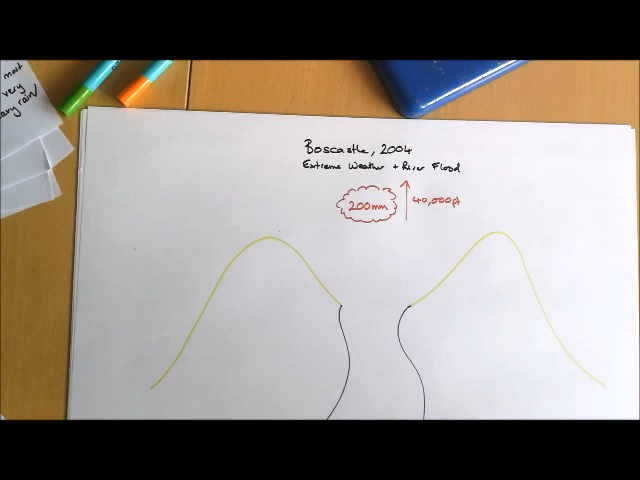 most
very
rain/
Boscastle, 2004
Extreme Weather + River Flood
200mm
40,000ft